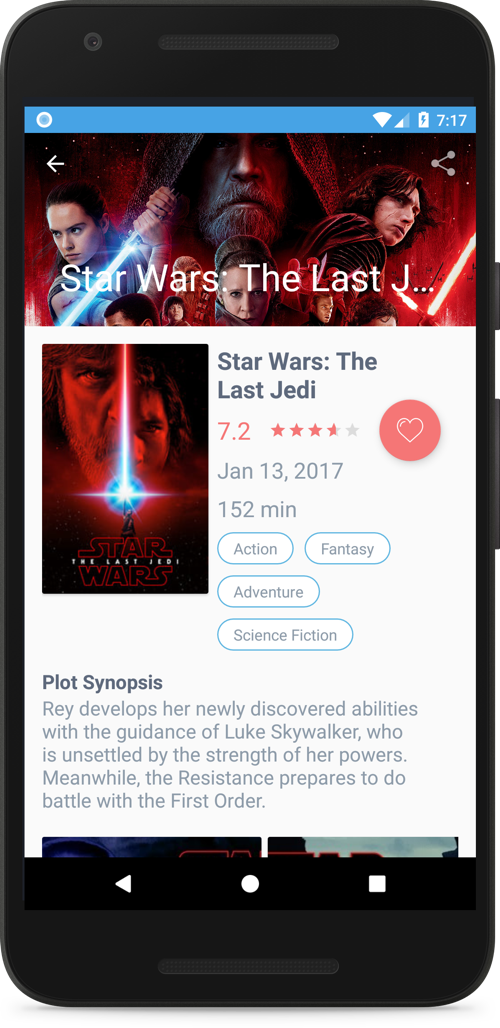 7:17
Star Wars: The Last J...
Star Wars: The
Last Jedi
7.2
Jan 13, 2017
152 min
Action
Fantasy
Adventure
Science Fiction
STAR
THE LAST JEDI
WARS
Plot Synopsis
Rey develops her newly discovered abilities
with the guidance of Luke Skywalker, who
is unsettled by the strength of her powers.
Meanwhile, the Resistance prepares to do
battle with the First Order.